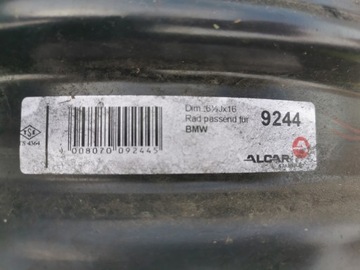 Dim :6½Jx16
Rad passend für
BMW
9244
4 008070 092445
ALCAR